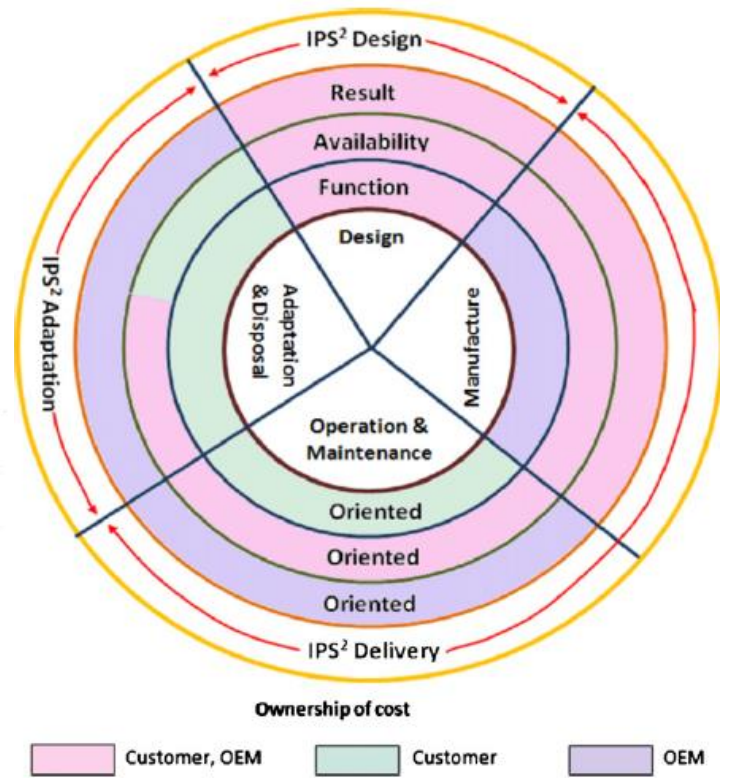 IPS² Design
Result
Availability
Function
Design
IPS² Adaptation
Adaptation
& Disposal
Manufacture
Operation &
Maintenance
Oriented
Oriented
Oriented
IPS² Delivery
Ownership of cost
Customer, OEM
Customer
OEM